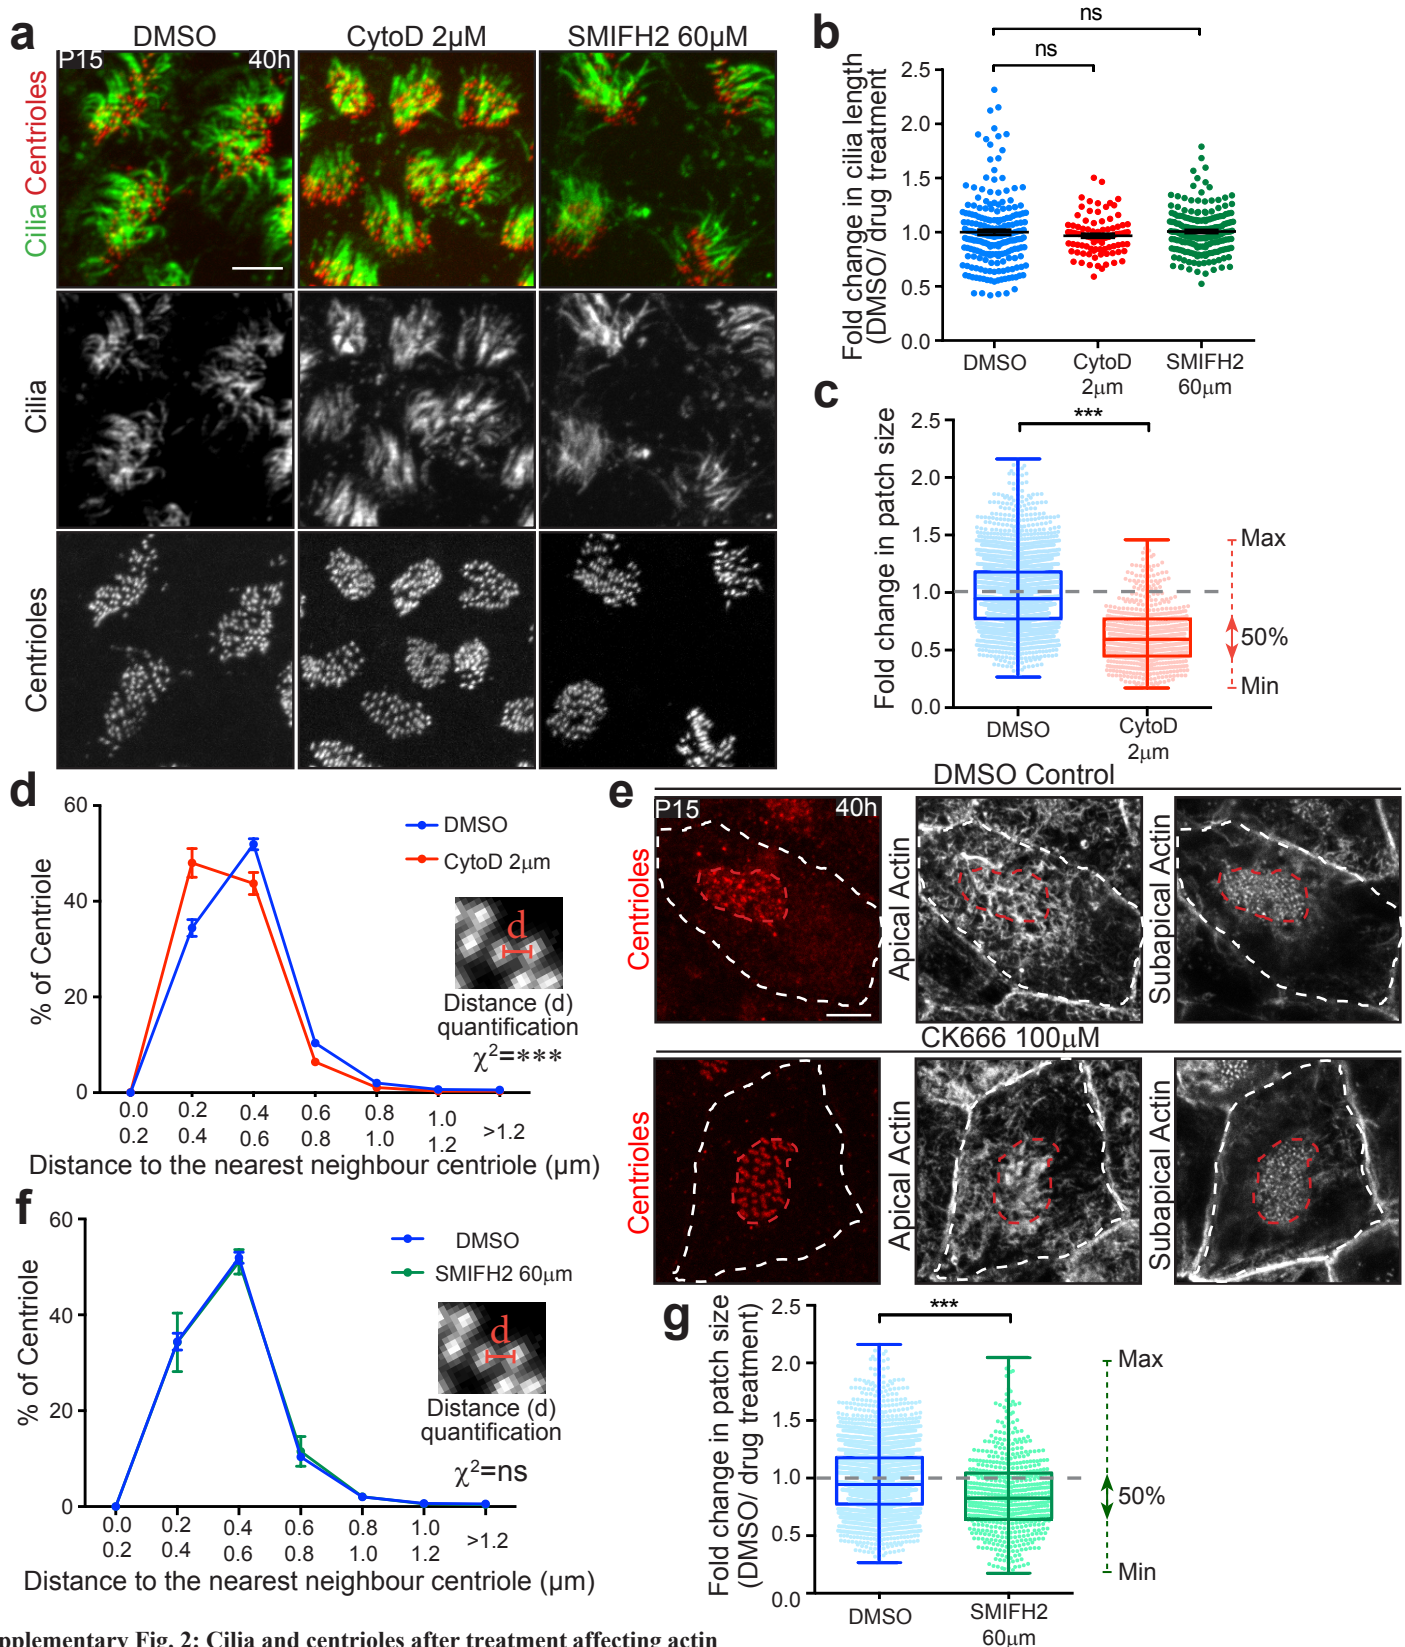 a
DMSO
CytoD 2µM
SMIFH2 60µM
P15
40h
Cilia Centrioles
Cilia
Centrioles
b
ns
ns
Fold change in cilia length
(DMSO/ drug treatment
2.5
2.0
1.5
1.0
0.5
0.0
DMSO
CytoD
2µm
SMIFH2
60µm
c
***
Fold change in patch size
2.5
2.0
1.5
1.0
0.5
0.0
Max
50%
Min
DMSO
CytoD
2µm
d
% of Centriole
60
40
20
0
DMSO
CytoD 2µm
d
Distance (d)
quantification
χ²=***
0.0 0.2 0.4 0.6 0.8 1.0
0.2 0.4 0.6 0.8 1.0 1.2 >1.2
Distance to the nearest neighbour centriole (µm)
e
DMSO Control
P15
40h
Centrioles
Apical Actin
Subapical Actin
CK666 100µM
Centrioles
Apical Actin
Subapical Actin
f
% of Centriole
60
40
20
0
DMSO
SMIFH2 60µm
d
Distance (d)
quantification
χ²=ns
0.0 0.2 0.4 0.6 0.8 1.0
0.2 0.4 0.6 0.8 1.0 1.2 >1.2
Distance to the nearest neighbour centriole (µm)
g
***
Fold change in patch size
(DMSO/ drug treatment)
2.5
2.0
1.5
1.0
0.5
0.0
Max
50%
Min
DMSO
SMIFH2
60µm
pplementary Fig. 2: Cilia and centrioles after treatment affecting actin